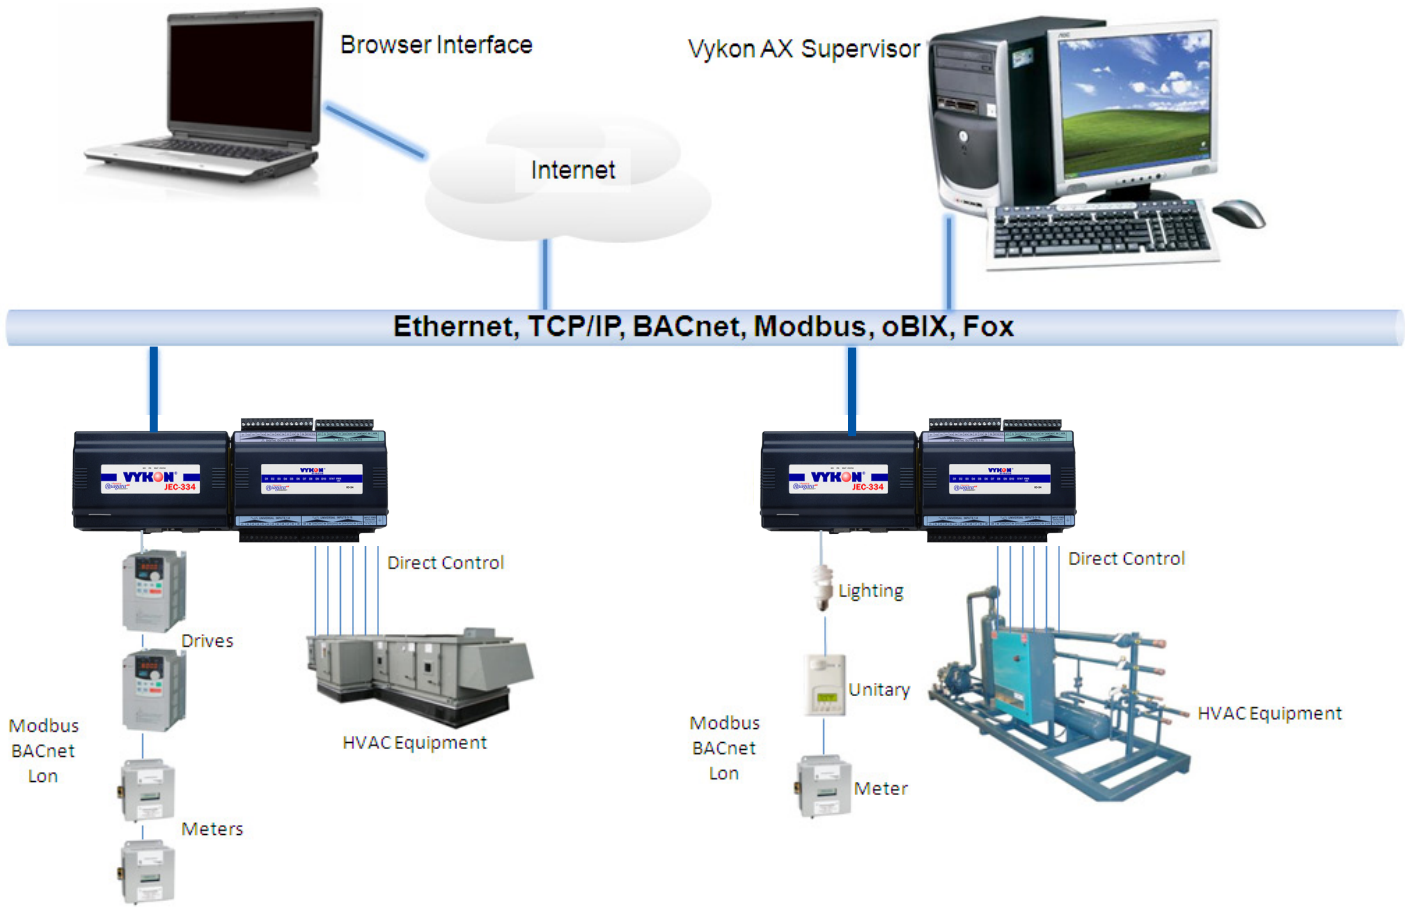 Browser Interface
Vykon AX Supervisor
Internet
Ethernet, TCP/IP, BACnet, Modbus, oBIX, Fox
VYKON
JEC-334
VYKON
VYKON
JEC-334
VYKON
Direct Control
Drives
HVAC Equipment
Modbus
BACnet
Lon
Meters
Direct Control
Lighting
Unitary
HVAC Equipment
Modbus
BACnet
Lon
Meter